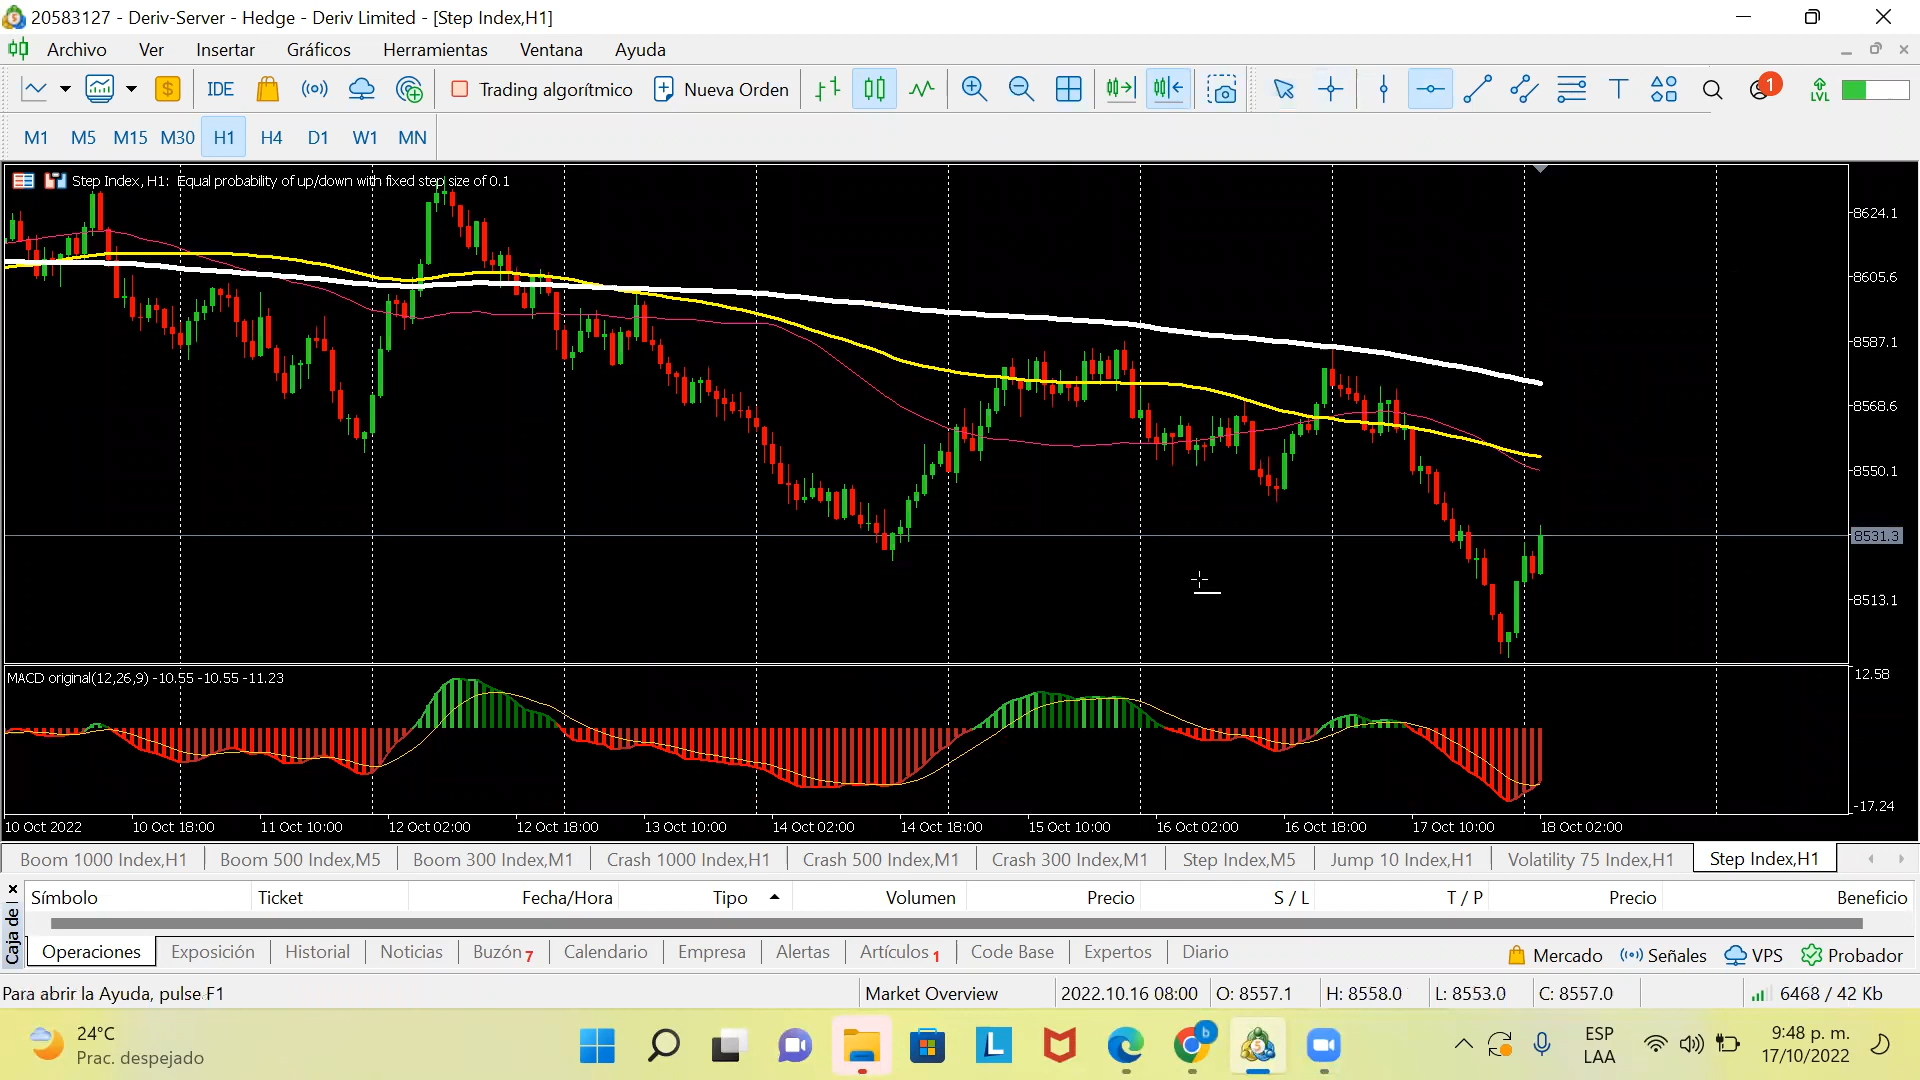 20583127 - Deriv-Server - Hedge - Deriv Limited - [Step Index,H1]
Archivo Ver Insertar Gráficos Herramientas Ventana Ayuda
IDE Trading algorítmico Nueva Orden T 1 LVL
M1 M5 M15 M30 H1 H4 D1 W1 MN
Step Index, H1: Equal probability of up/down with fixed step size of 0.1
8624.1
8605.6
8587.1
8568.6
8550.1
8531.3
8513.1
MACD original(12,26,9) -10.55 -10.55 -11.23
12.58
-17.24
10 Oct 2022 10 Oct 18:00 11 Oct 10:00 12 Oct 02:00 12 Oct 18:00 13 Oct 10:00 14 Oct 02:00 14 Oct 18:00 15 Oct 10:00 16 Oct 02:00 16 Oct 18:00 17 Oct 10:00 18 Oct 02:00
Boom 1000 Index,H1 Boom 500 Index,M5 Boom 300 Index,M1 Crash 1000 Index,H1 Crash 500 Index,M1 Crash 300 Index,M1 Step Index,M5 Jump 10 Index,H1 Volatility 75 Index,H1 Step Index,H1
Símbolo Ticket Fecha/Hora Tipo Volumen Precio S / L T / P Precio Beneficio
Caja de
Operaciones Exposición Historial Noticias Buzón 7 Calendario Empresa Alertas Artículos 1 Code Base Expertos Diario Mercado Señales VPS Probador
Para abrir la Ayuda, pulse F1 Market Overview 2022.10.16 08:00 O: 8557.1 H: 8558.0 L: 8553.0 C: 8557.0 6468 / 42 Kb
24°C
Prac. despejado
L
b
ESP
LAA
9:48 p. m.
17/10/2022